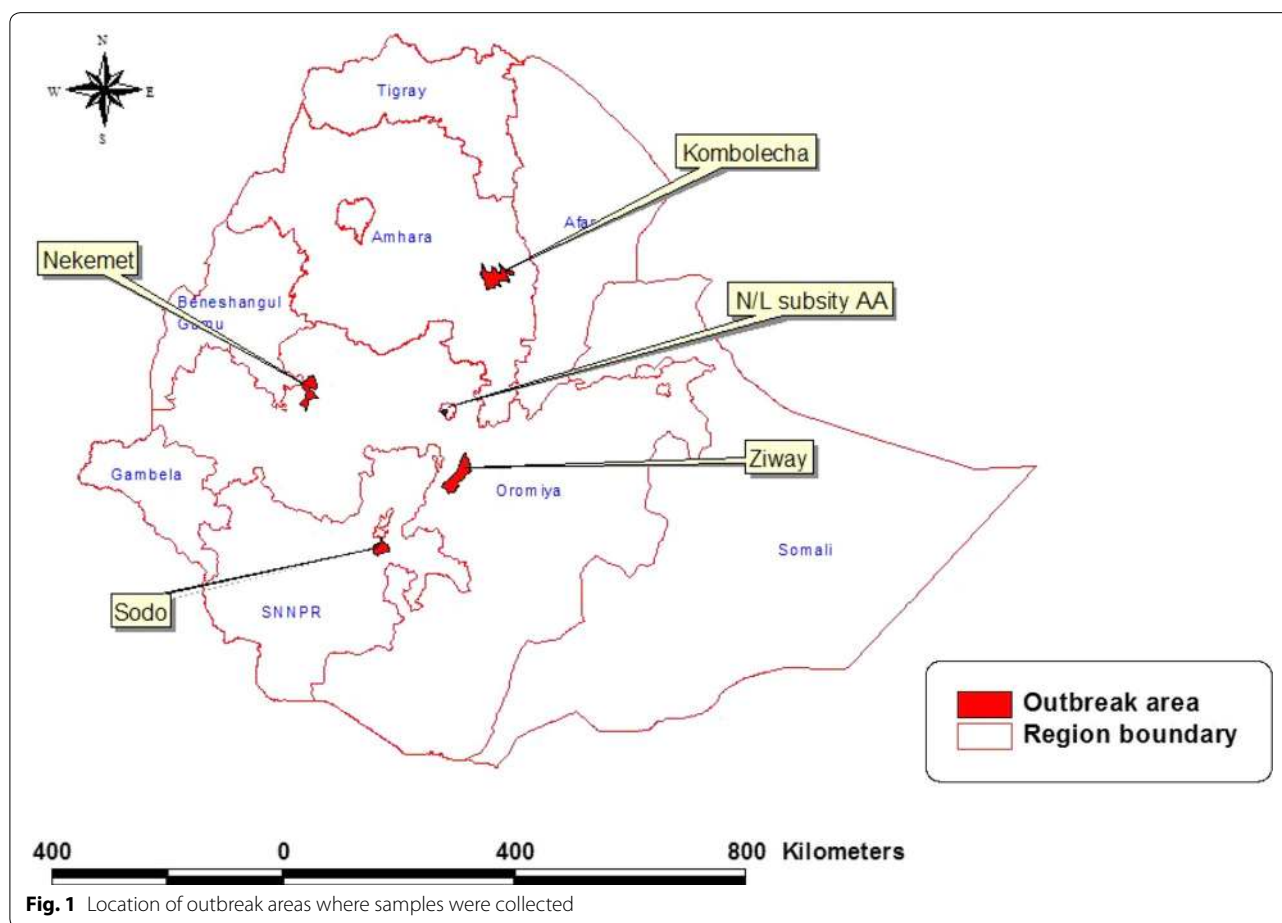 N
W E
S
Tigray
Kombolecha
Afar
Amhara
Nekemet
Beneshangul
Gumu
N/L subsity AA
Ziway
Gambela
Oromiya
Somali
Sodo
SNNPR
Outbreak area
Region boundary
400 0 400 800 Kilometers
Fig. 1 Location of outbreak areas where samples were collected